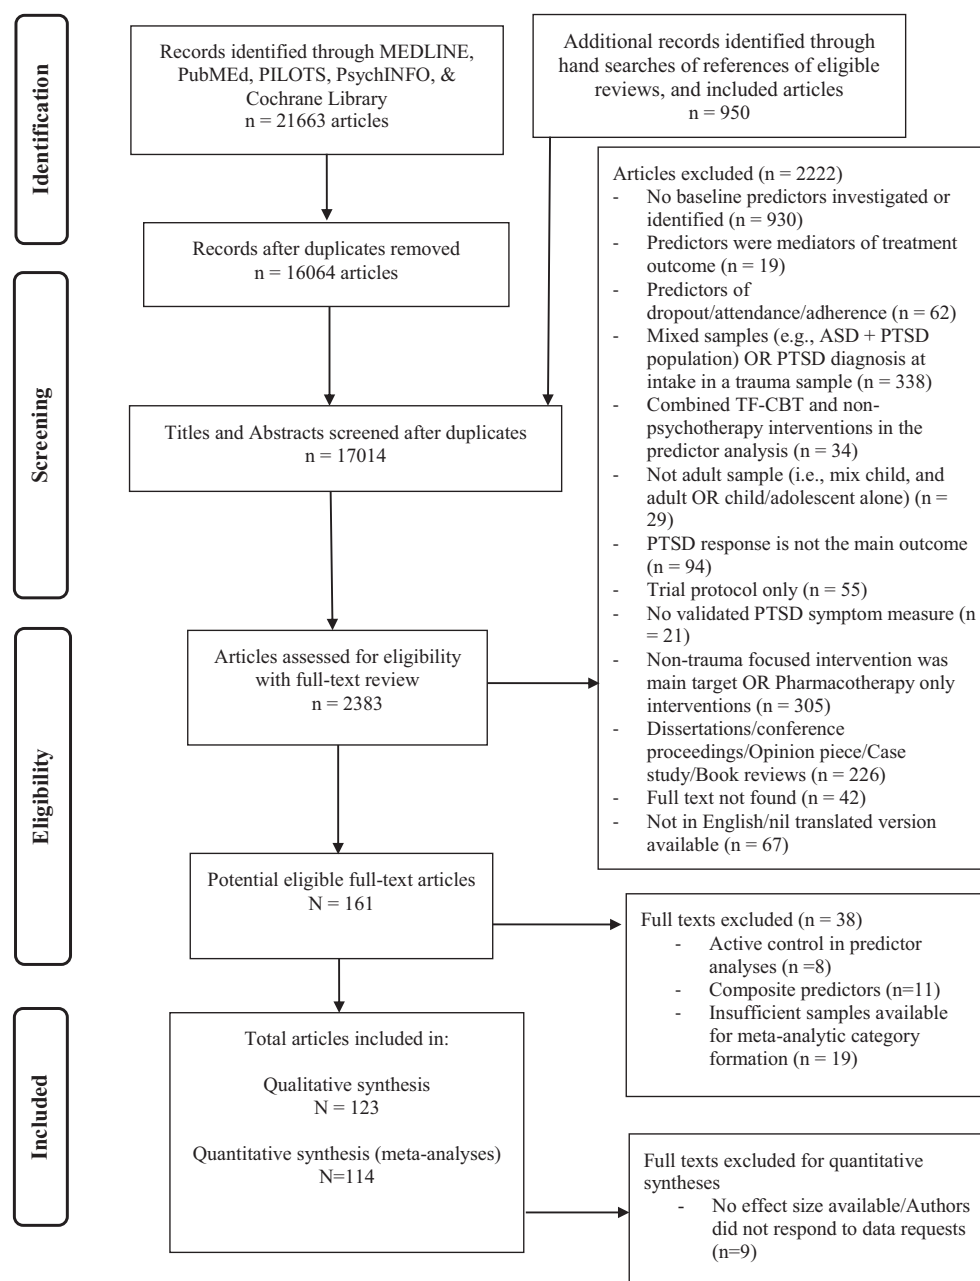 Identification
Records identified through MEDLINE,
PubMEd, PILOTS, PsychINFO, &
Cochrane Library
n = 21663 articles
Additional records identified through
hand searches of references of eligible
reviews, and included articles
n = 950
Records after duplicates removed
n = 16064 articles
Screening
Titles and Abstracts screened after duplicates
n = 17014
Articles excluded (n = 2222)
- No baseline predictors investigated or
identified (n = 930)
- Predictors were mediators of treatment
outcome (n = 19)
- Predictors of
dropout/attendance/adherence (n = 62)
- Mixed samples (e.g., ASD + PTSD
population) OR PTSD diagnosis at
intake in a trauma sample (n = 338)
- Combined TF-CBT and non-
psychotherapy interventions in the
predictor analysis (n = 34)
- Not adult sample (i.e., mix child, and
adult OR child/adolescent alone) (n =
29)
- PTSD response is not the main outcome
(n = 94)
- Trial protocol only (n = 55)
- No validated PTSD symptom measure (n
= 21)
- Non-trauma focused intervention was
main target OR Pharmacotherapy only
interventions (n = 305)
- Dissertations/conference
proceedings/Opinion piece/Case
study/Book reviews (n = 226)
- Full text not found (n = 42)
- Not in English/nil translated version
available (n = 67)
Eligibility
Articles assessed for eligibility
with full-text review
n = 2383
Potential eligible full-text articles
N = 161
Full texts excluded (n = 38)
- Active control in predictor
analyses (n =8)
- Composite predictors (n=11)
- Insufficient samples available
for meta-analytic category
formation (n = 19)
Included
Total articles included in:
Qualitative synthesis
N = 123
Quantitative synthesis (meta-analyses)
N=114
Full texts excluded for quantitative
syntheses
- No effect size available/Authors
did not respond to data requests
(n=9)